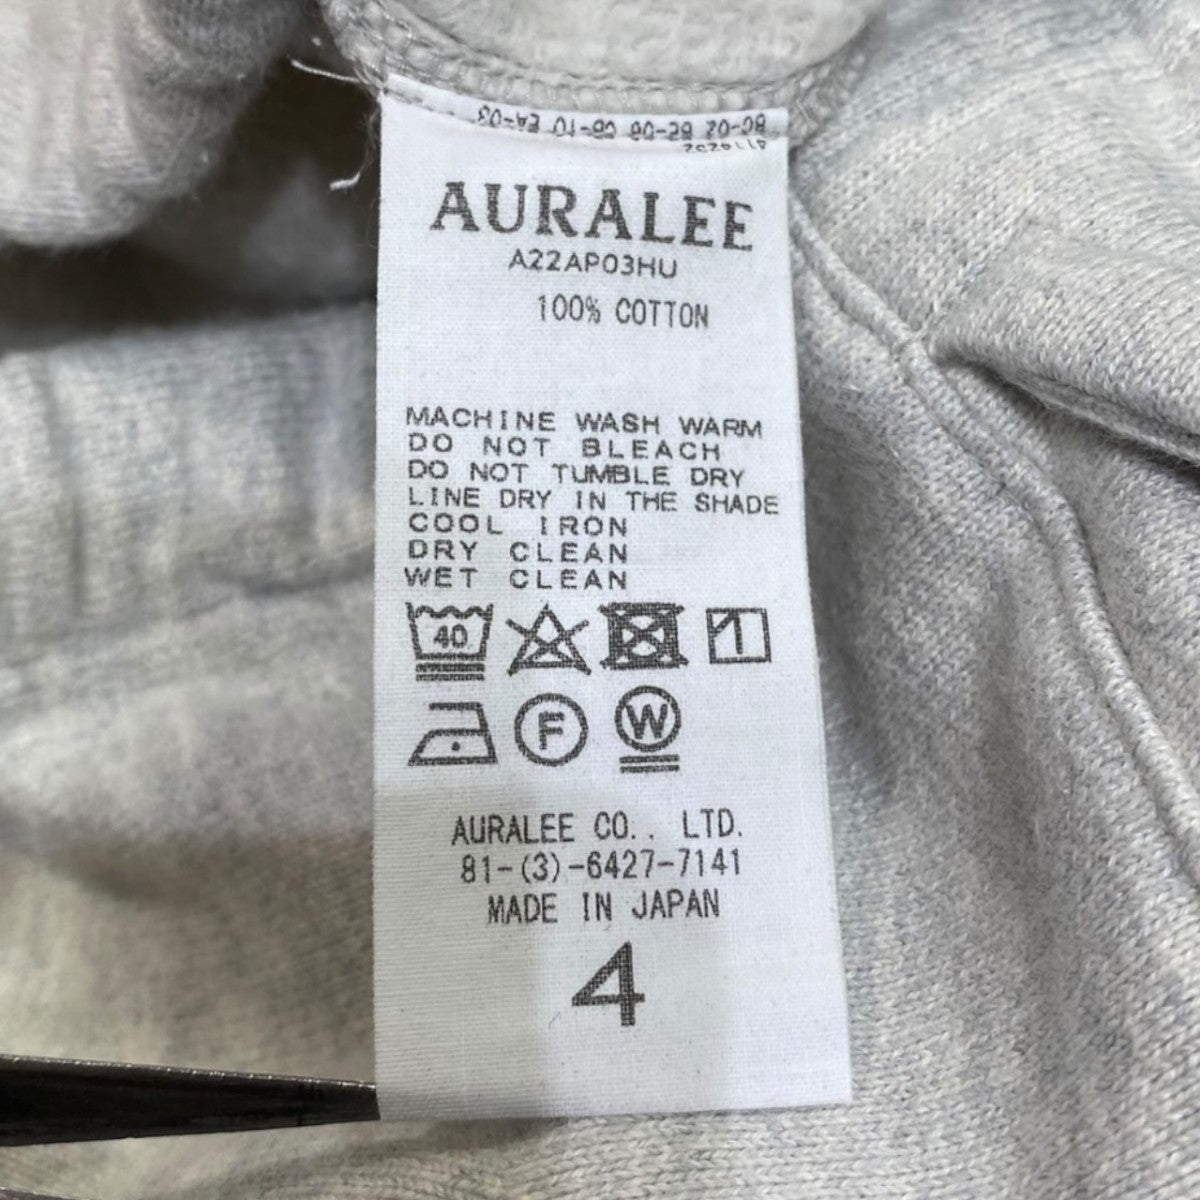 AURALEE
A22AP03HU
100% COTTON
MACHINE WASH WARM
DO NOT BLEACH
DO NOT TUMBLE DRY
LINE DRY IN THE SHADE
COOL IRON
DRY CLEAN
WET CLEAN
40
F W
AURALEE CO., LTD.
81-(3)-6427-7141
MADE IN JAPAN
4